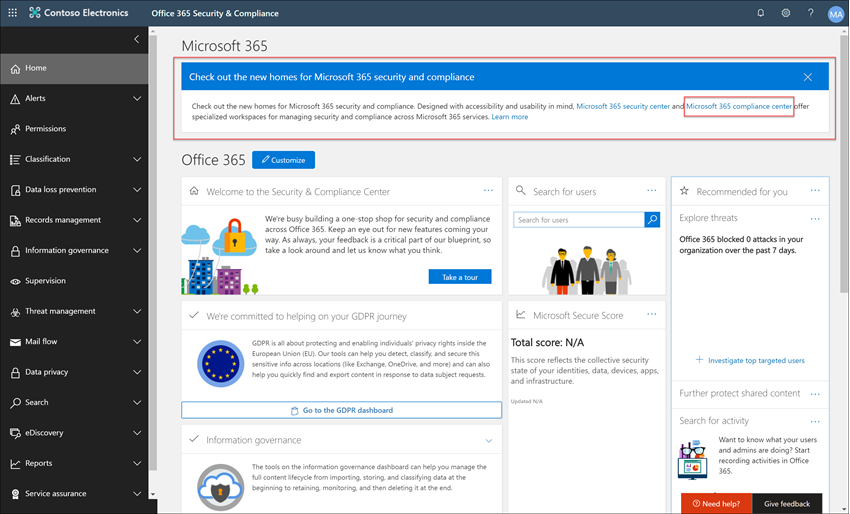 Contoso Electronics
Office 365 Security & Compliance
?
MA
Home
Alerts
Permissions
Classification
Data loss prevention
Records management
Information governance
Supervision
Threat management
Mail flow
Data privacy
Search
eDiscovery
Reports
Service assurance
Microsoft 365
Check out the new homes for Microsoft 365 security and compliance
Check out the new homes for Microsoft 365 security and compliance. Designed with accessibility and usability in mind, Microsoft 365 security center and Microsoft 365 compliance center offer
specialized workspaces for managing security and compliance across Microsoft 365 services. Learn more
Office 365
Customize
Welcome to the Security & Compliance Center
We're busy building a one-stop shop for security and compliance
across Office 365. Keep an eye out for new features coming your
way. As always, your feedback is a critical part of our blueprint, so
take a look around and let us know what you think.
Take a tour
Search for users
Search for users
Recommended for you
Explore threats
Office 365 blocked 0 attacks in your
organization over the past 7 days.
Investigate top targeted users
Further protect shared content
Search for activity
Want to know what your
users and admins are doing? Start
recording activities in Office
365.
We're committed to helping on your GDPR journey
GDPR is all about protecting and enabling individuals' privacy rights inside the
European Union (EU). Our tools can help you detect, classify, and secure this
sensitive info across locations (like Exchange, OneDrive, and more) and can also
help you quickly find and export content in response to data subject requests.
Go to the GDPR dashboard
Microsoft Secure Score
Total score: N/A
This score reflects the collective security
state of your identities, data, devices, apps,
and infrastructure.
Updated N/A
Information governance
The tools on the information governance dashboard can help you manage the
full content lifecycle from importing, storing, and classifying data at the
beginning to retaining, monitoring, and then deleting it at the end.
Need help?
Give feedback